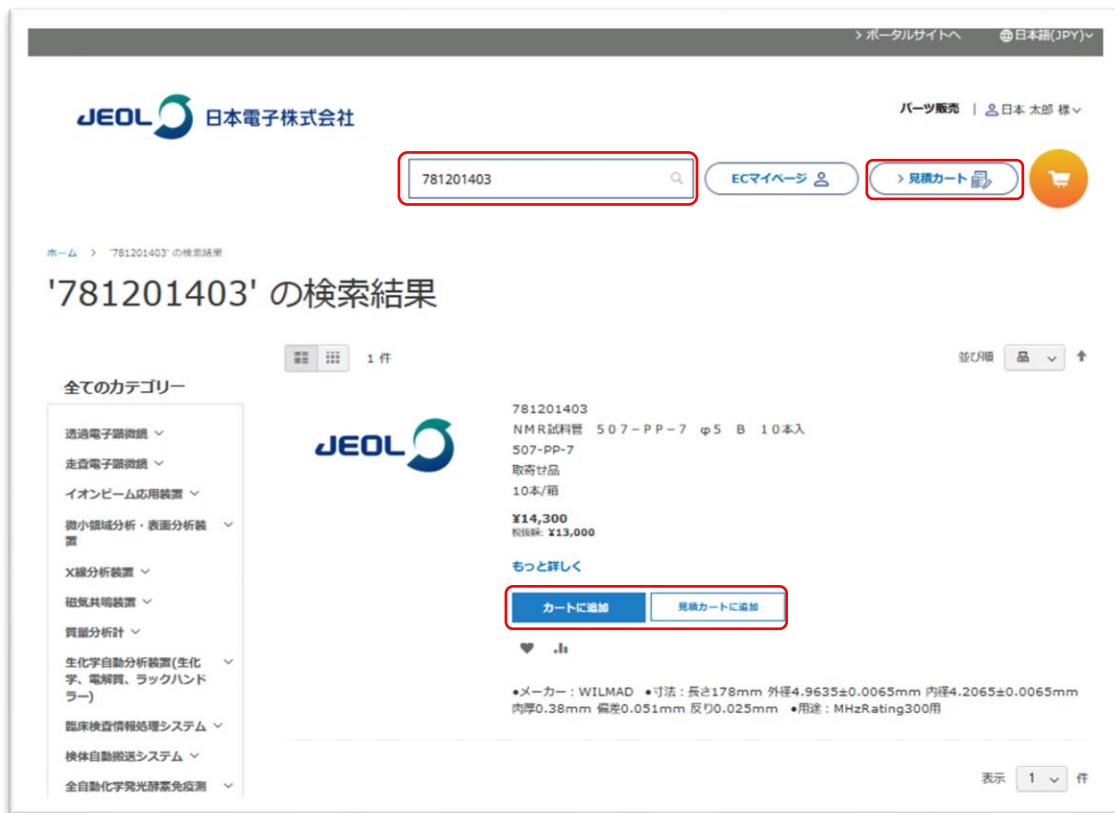 > ポータルサイトへ 日本語(JPY)
JEOL 日本電子株式会社
パーツ販売 | 日本 太郎 様
781201403
ECマイページ
> 見積カート
ホーム > '781201403' の検索結果
'781201403' の検索結果
1 件
並び順 品
全てのカテゴリー
透過電子顕微鏡
走査電子顕微鏡
イオンビーム応用装置
微小領域分析・表面分析装
置
X線分析装置
磁気共鳴装置
質量分析計
生化学自動分析装置(生化
学、電解質、ラックハンド
ラー)
臨床検査情報処理システム
検体自動搬送システム
全自動化学発光酵素免疫測
JEOL
781201403
NMR試料管 507-PP-7 φ5 B 10本入
507-PP-7
取寄せ品
10本/箱
¥14,300
税抜額: ¥13,000
もっと詳しく
カートに追加
見積カートに追加
●メーカー:WILMAD ●寸法:長さ178mm 外径4.9635±0.0065mm 内径4.2065±0.0065mm
肉厚0.38mm 偏差0.051mm 反り0.025mm ●用途:MHzRating300用
表示 1 件